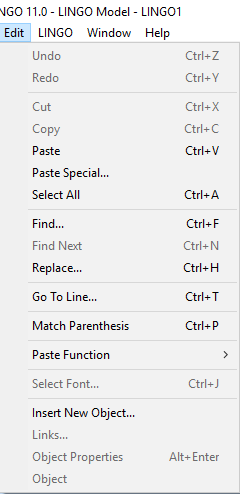 NGO 11.0 - LINGO Model - LINGO1
Edit LINGO Window Help
Undo Ctrl+Z
Redo Ctrl+Y
Cut Ctrl+X
Copy Ctrl+C
Paste Ctrl+V
Paste Special...
Select All Ctrl+A
Find... Ctrl+F
Find Next Ctrl+N
Replace... Ctrl+H
Go To Line... Ctrl+T
Match Parenthesis Ctrl+P
Paste Function
Select Font... Ctrl+J
Insert New Object...
Links...
Object Properties Alt+Enter
Object